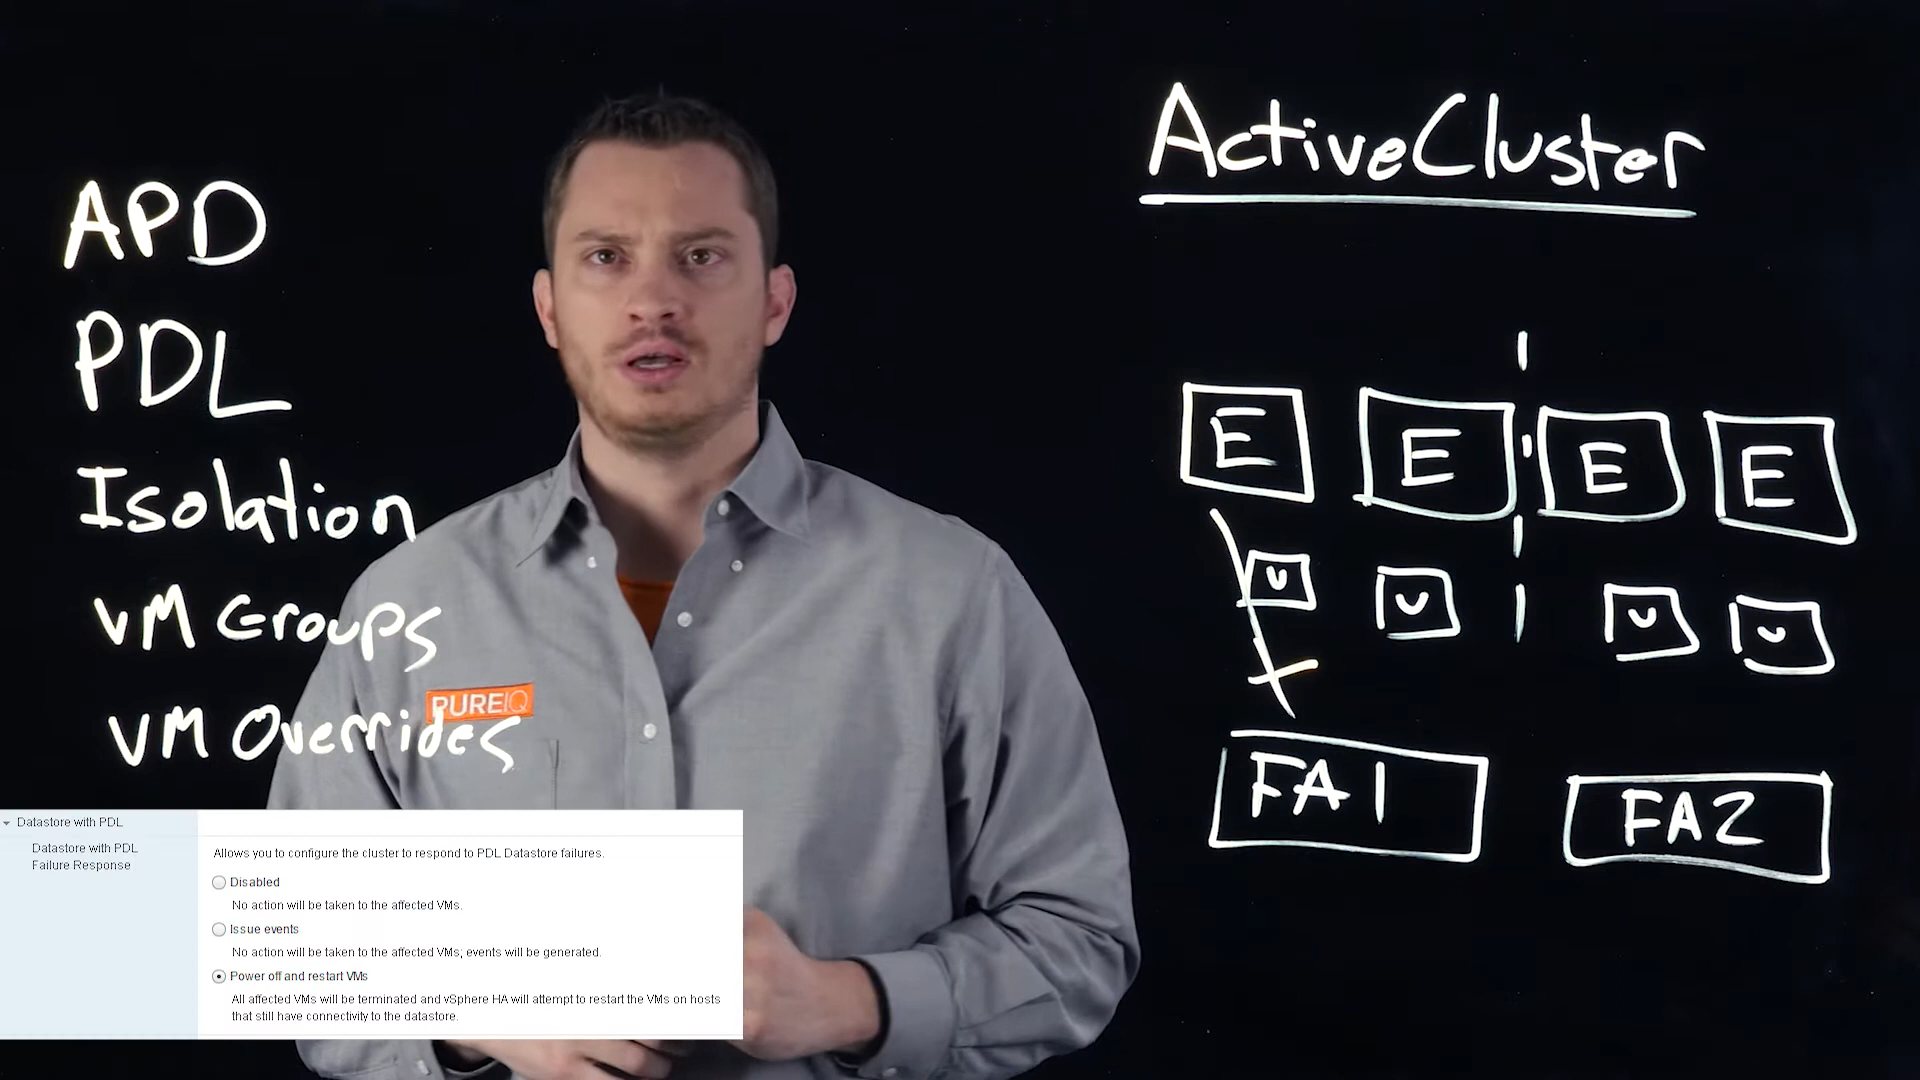 ActiveCluster
APD
PDL
Isolation
VM Groups
VM Overrides
PUREIQ
E E E E
V V V V
FA1 FA2
Datastore with PDL
Datastore with PDL
Failure Response
Allows you to configure the cluster to respond to PDL Datastore failures.
Disabled
No action will be taken to the affected VMs.
Issue events
No action will be taken to the affected VMs; events will be generated.
Power off and restart VMs
All affected VMs will be terminated and vSphere HA will attempt to restart the VMs on hosts
that still have connectivity to the datastore.